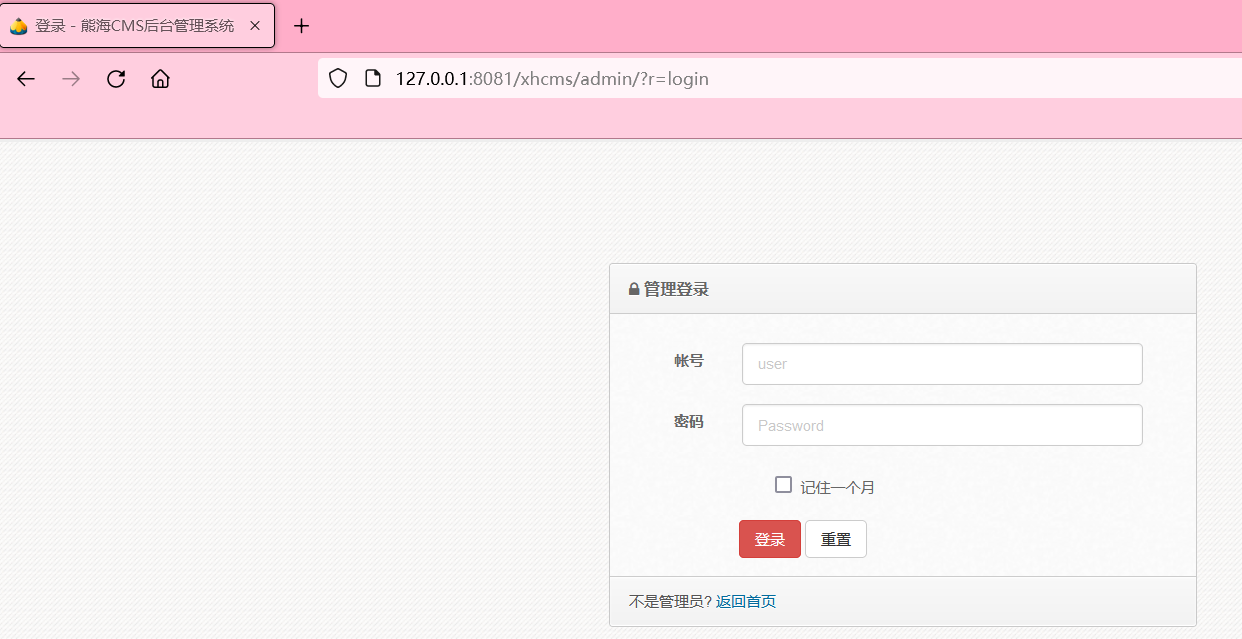 登录 - 熊海CMS后台管理系统
127.0.0.1:8081/xhcms/admin/?r=login
管理登录
帐号 user
密码 Password
记住一个月
登录 重置
不是管理员? 返回首页